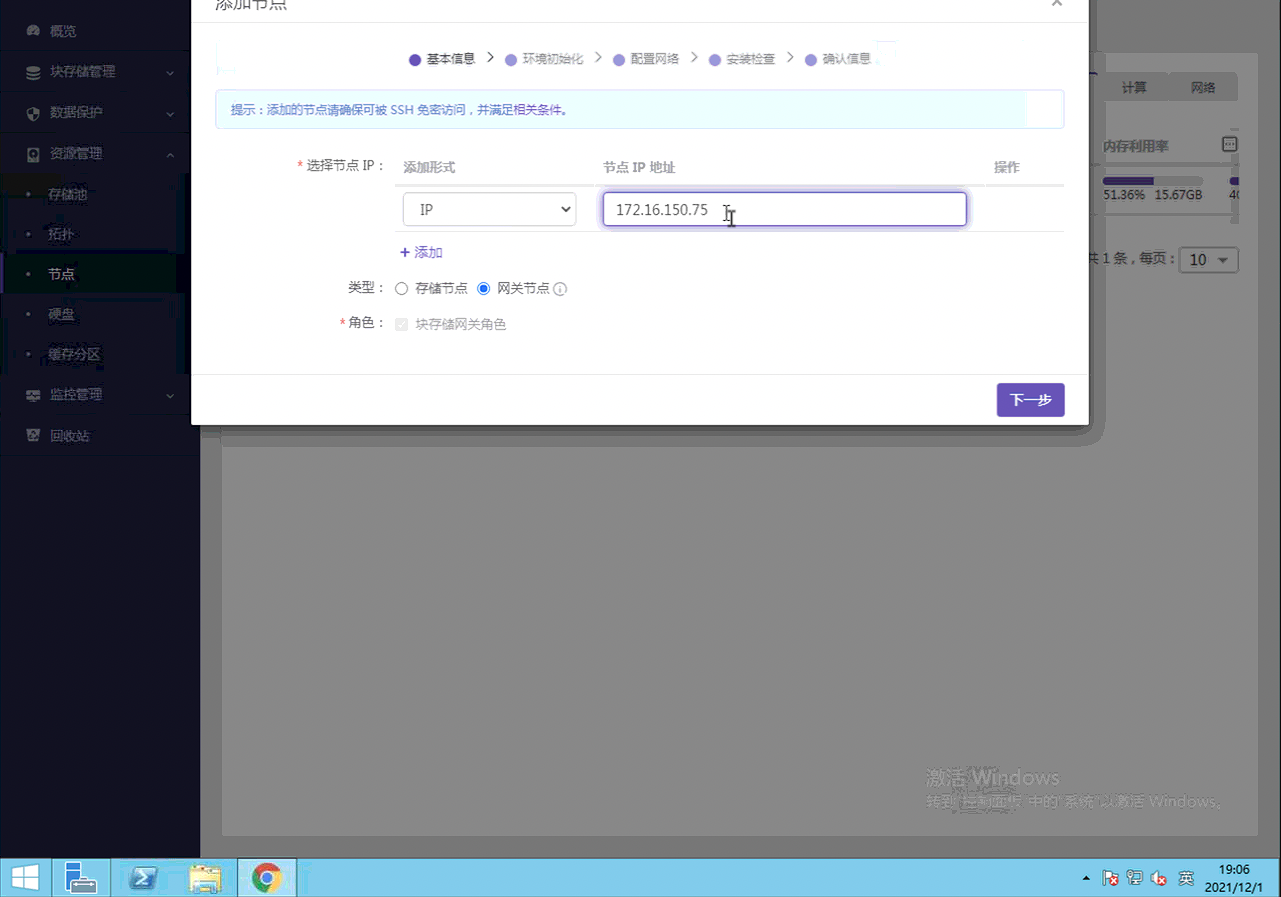 添加节点
概览
块存储管理
数据保护
资源管理
存储池
拓扑
节点
硬盘
缓存分区
监控管理
回收站
基本信息
环境初始化
配置网络
安装检查
确认信息
提示：添加的节点请确保可被 SSH 免密访问，并满足相关条件。
* 选择节点 IP：
添加形式
节点 IP 地址
操作
IP
172.16.150.75
+ 添加
类型：
存储节点
网关节点
* 角色：
块存储网关角色
下一步
计算
网络
内存利用率
51.36% 15.67GB
共 1 条，每页：
10
激活 Windows
转到"控制面板"中的"系统"以激活 Windows。
英
19:06
2021/12/1